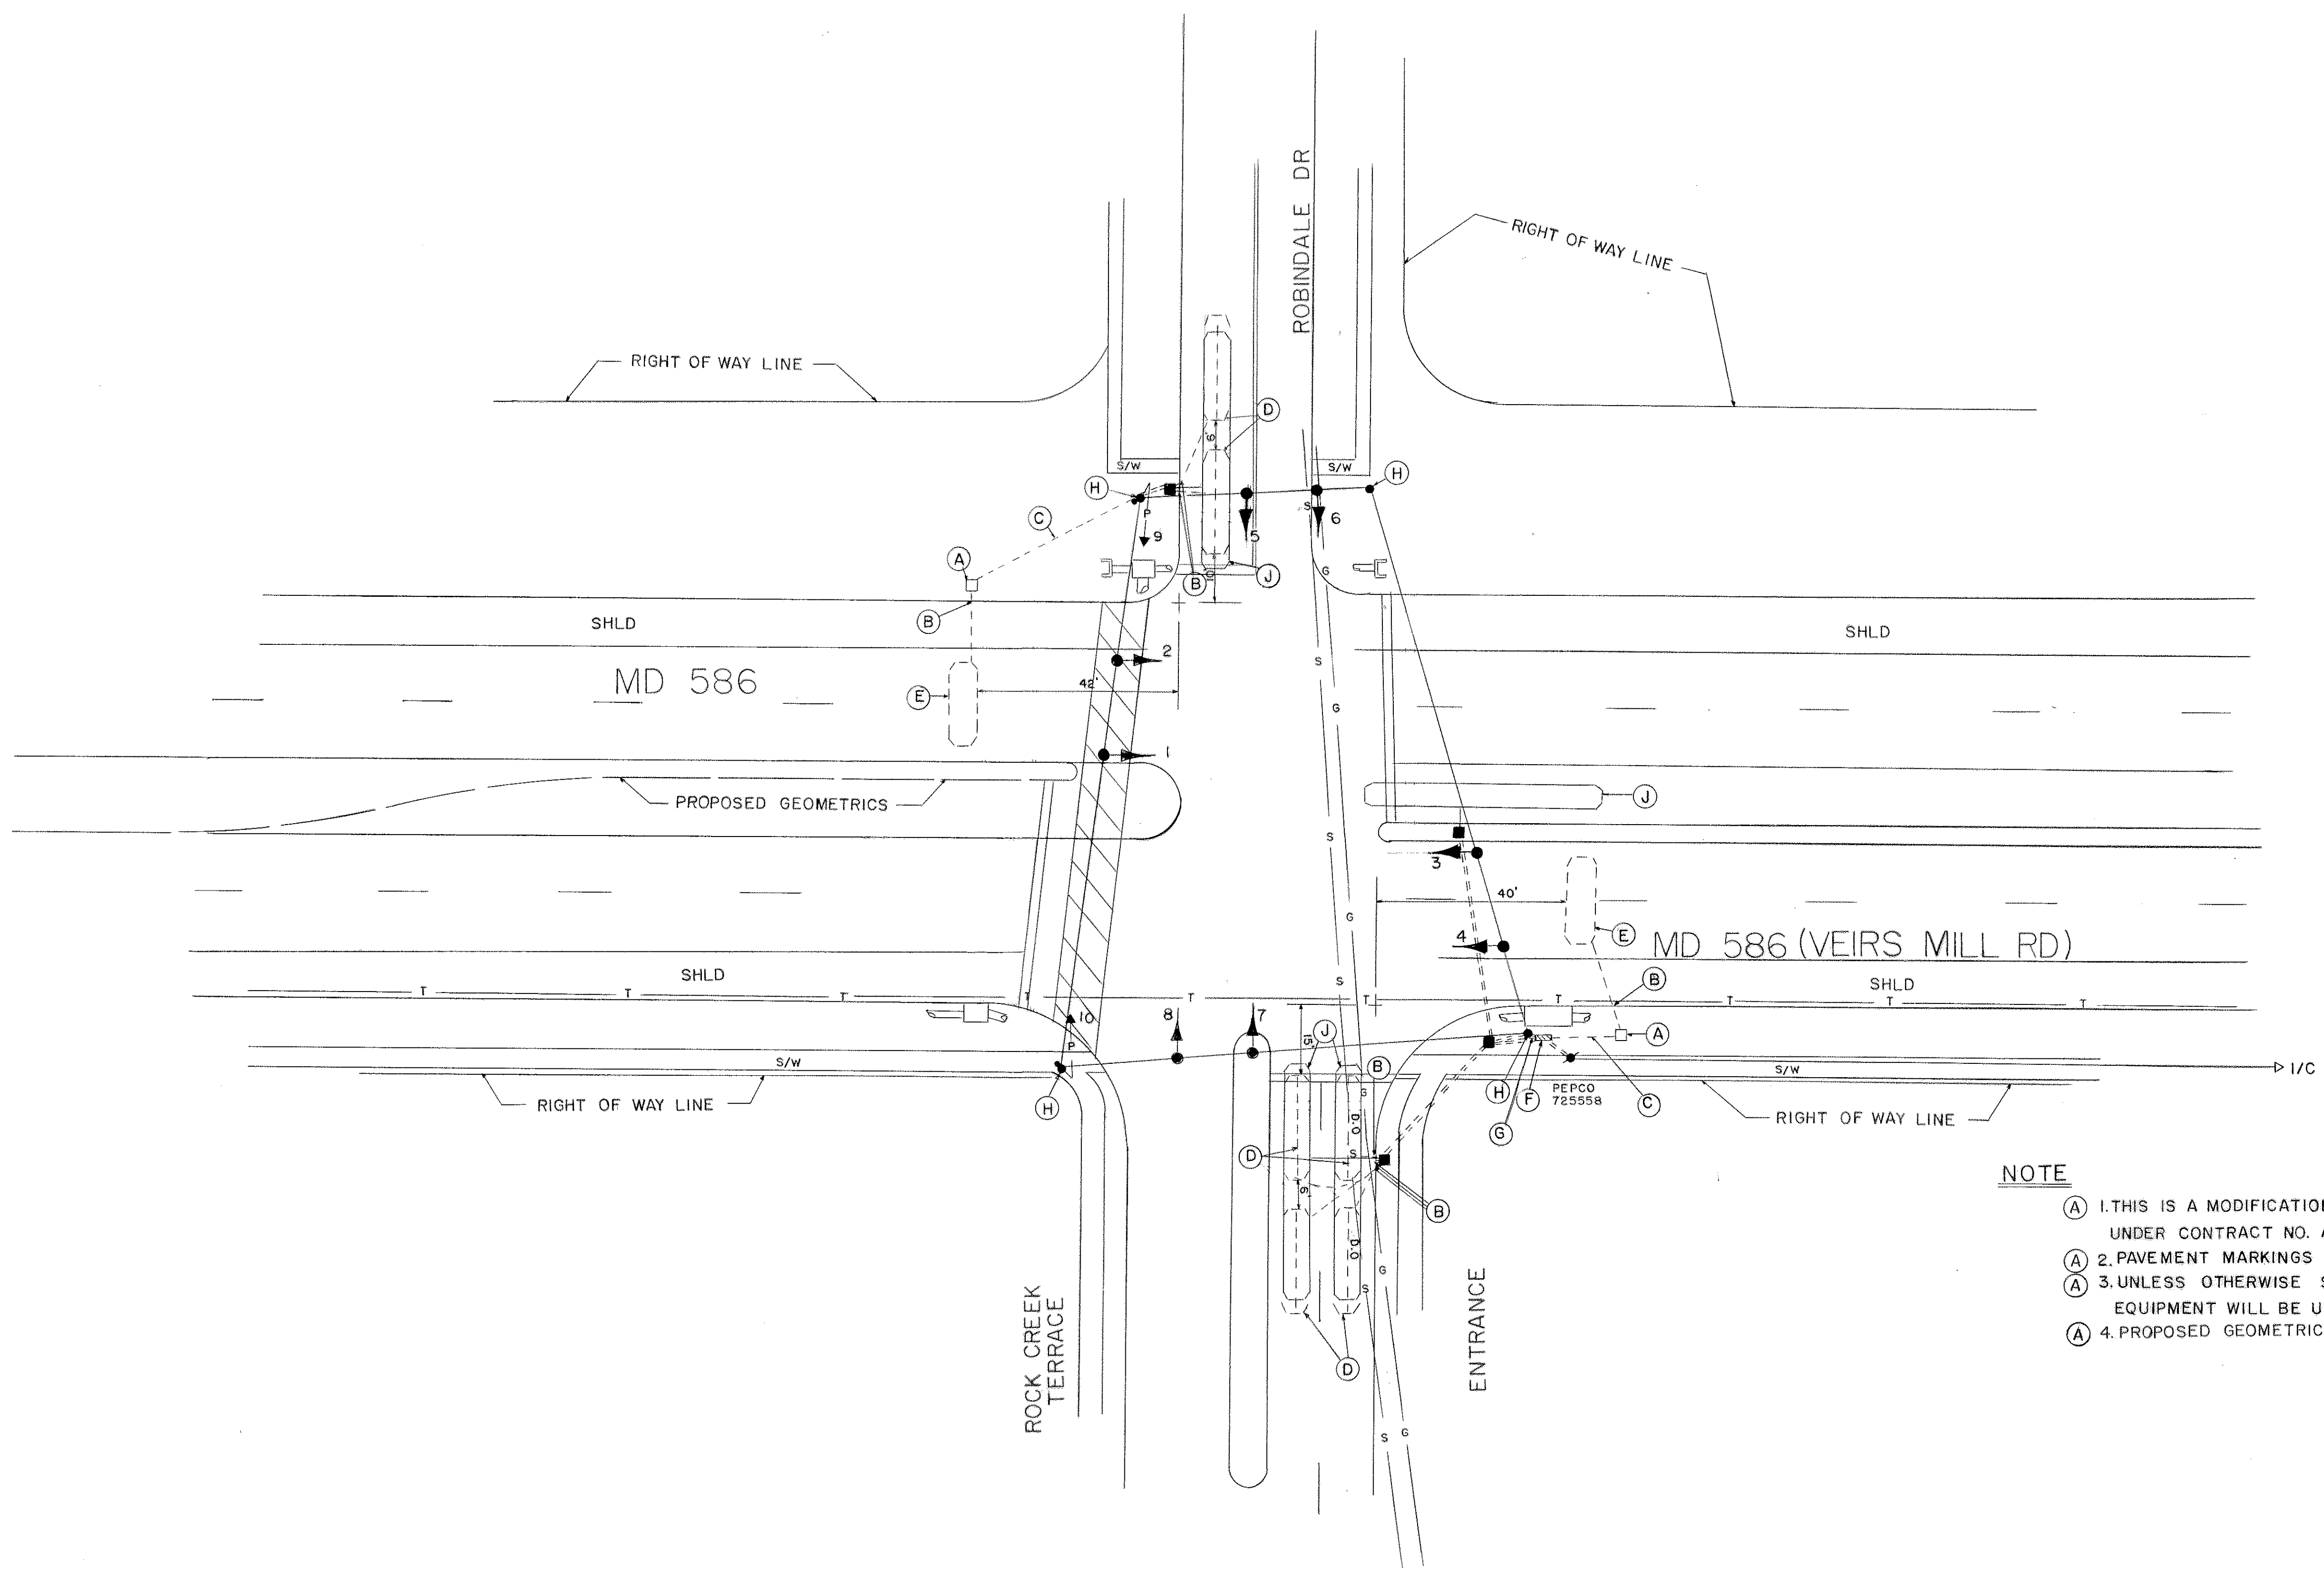 ROBINDALE DR
RIGHT OF WAY LINE
RIGHT OF WAY LINE
D
6'
S/W
S/W
H
H
S
6
5
P
9
C
A
B
J
10'
G
B
SHLD
SHLD
2
S
MD 586
42'
E
G
1
PROPOSED GEOMETRICS
J
S
3
40'
G
4
E
MD 586 (VEIRS MILL RD)
SHLD
B
S
SHLD
T T T T T T T T T T T
10
8
7
15'
J
A
P
S/W
B
S/W
I/C
H
F
PEPCO
725558
C
G
RIGHT OF WAY LINE
H
G
RIGHT OF WAY LINE
D.O
S
D
6'
B
D.O
G
S
D
ROCK CREEK
TERRACE
ENTRANCE
S G
NOTE
A 1. THIS IS A MODIFICATION
UNDER CONTRACT NO.
A 2. PAVEMENT MARKINGS
A 3. UNLESS OTHERWISE
EQUIPMENT WILL BE
A 4. PROPOSED GEOMETRIC